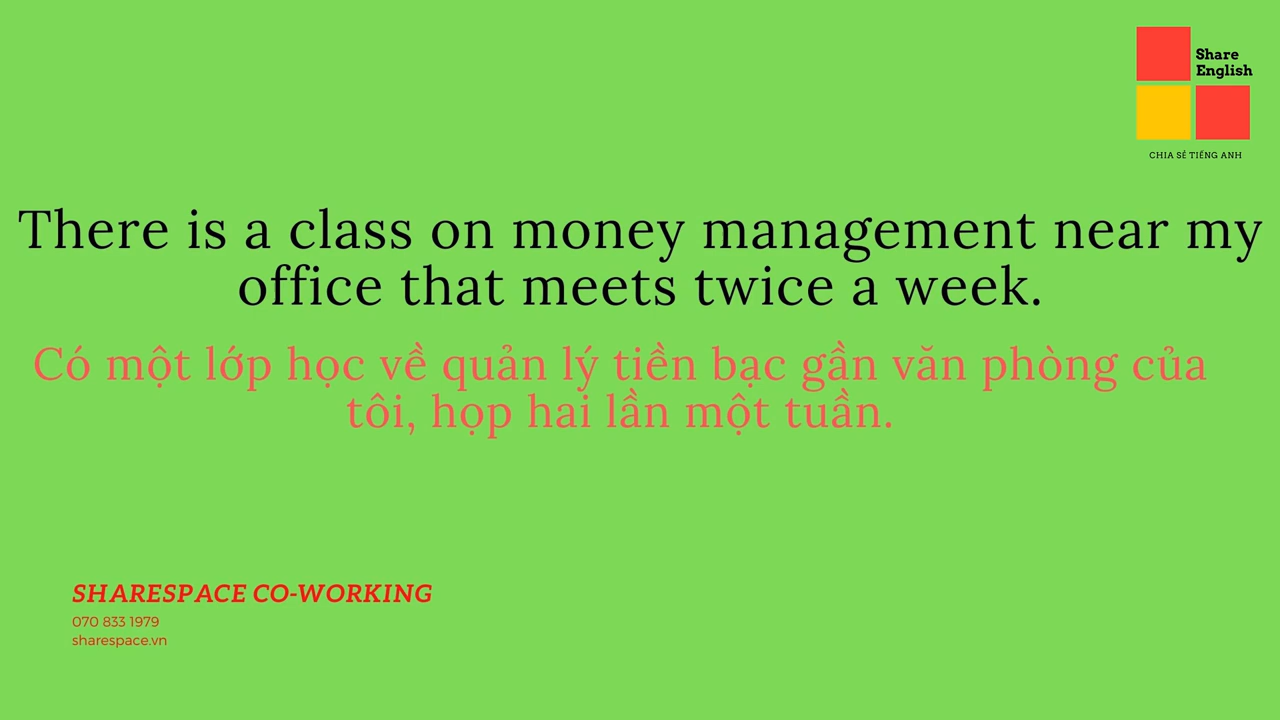 Share
English
CHIA SẺ TIẾNG ANH
There is a class on money management near my
office that meets twice a week.
Có một lớp học về quản lý tiền bạc gần văn phòng của
tôi, họp hai lần một tuần.
SHARESPACE CO-WORKING
070 833 1979
sharespace.vn